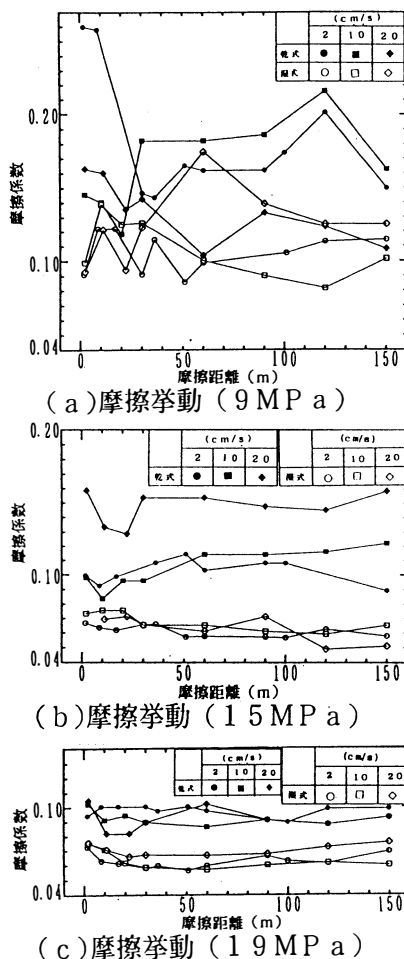 (cm/s)
2 10 20
乾式 ● ■ ◆
湿式 ○ □ ◇
0.20
0.10
0.04
摩擦係数
0 50 100 150
摩擦距離(m)
(a)摩擦挙動(9MPa)
(cm/s)
2 10 20
乾式 ● ■ ◆
(cm/s)
2 10 20
湿式 ○ □ ◇
0.20
0.10
0.04
摩擦係数
0 50 100 150
摩擦距離(m)
(b)摩擦挙動(15MPa)
(cm/s)
2 10 20
乾式 ● ■ ◆
(cm/s)
2 10 20
湿式 ○ □ ◇
0.10
0.04
摩擦係数
0 50 100 150
摩擦距離(m)
(c)摩擦挙動(19MPa)